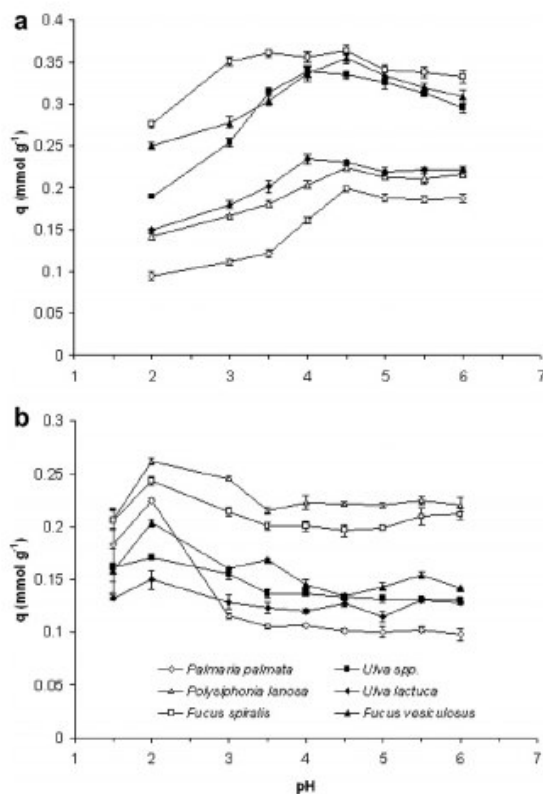 a
0.4
0.35
0.3
0.25
0.2
0.15
0.1
0.05
0
q (mmol g⁻¹)
1 2 3 4 5 6 7
b
0.3
0.25
0.2
0.15
0.1
0.05
0
q (mmol g⁻¹)
Palmaria palmata Ulva spp.
Polysiphonia lanosa Ulva lactuca
Fucus spiralis Fucus vesiculosus
1 2 3 4 5 6 7
pH